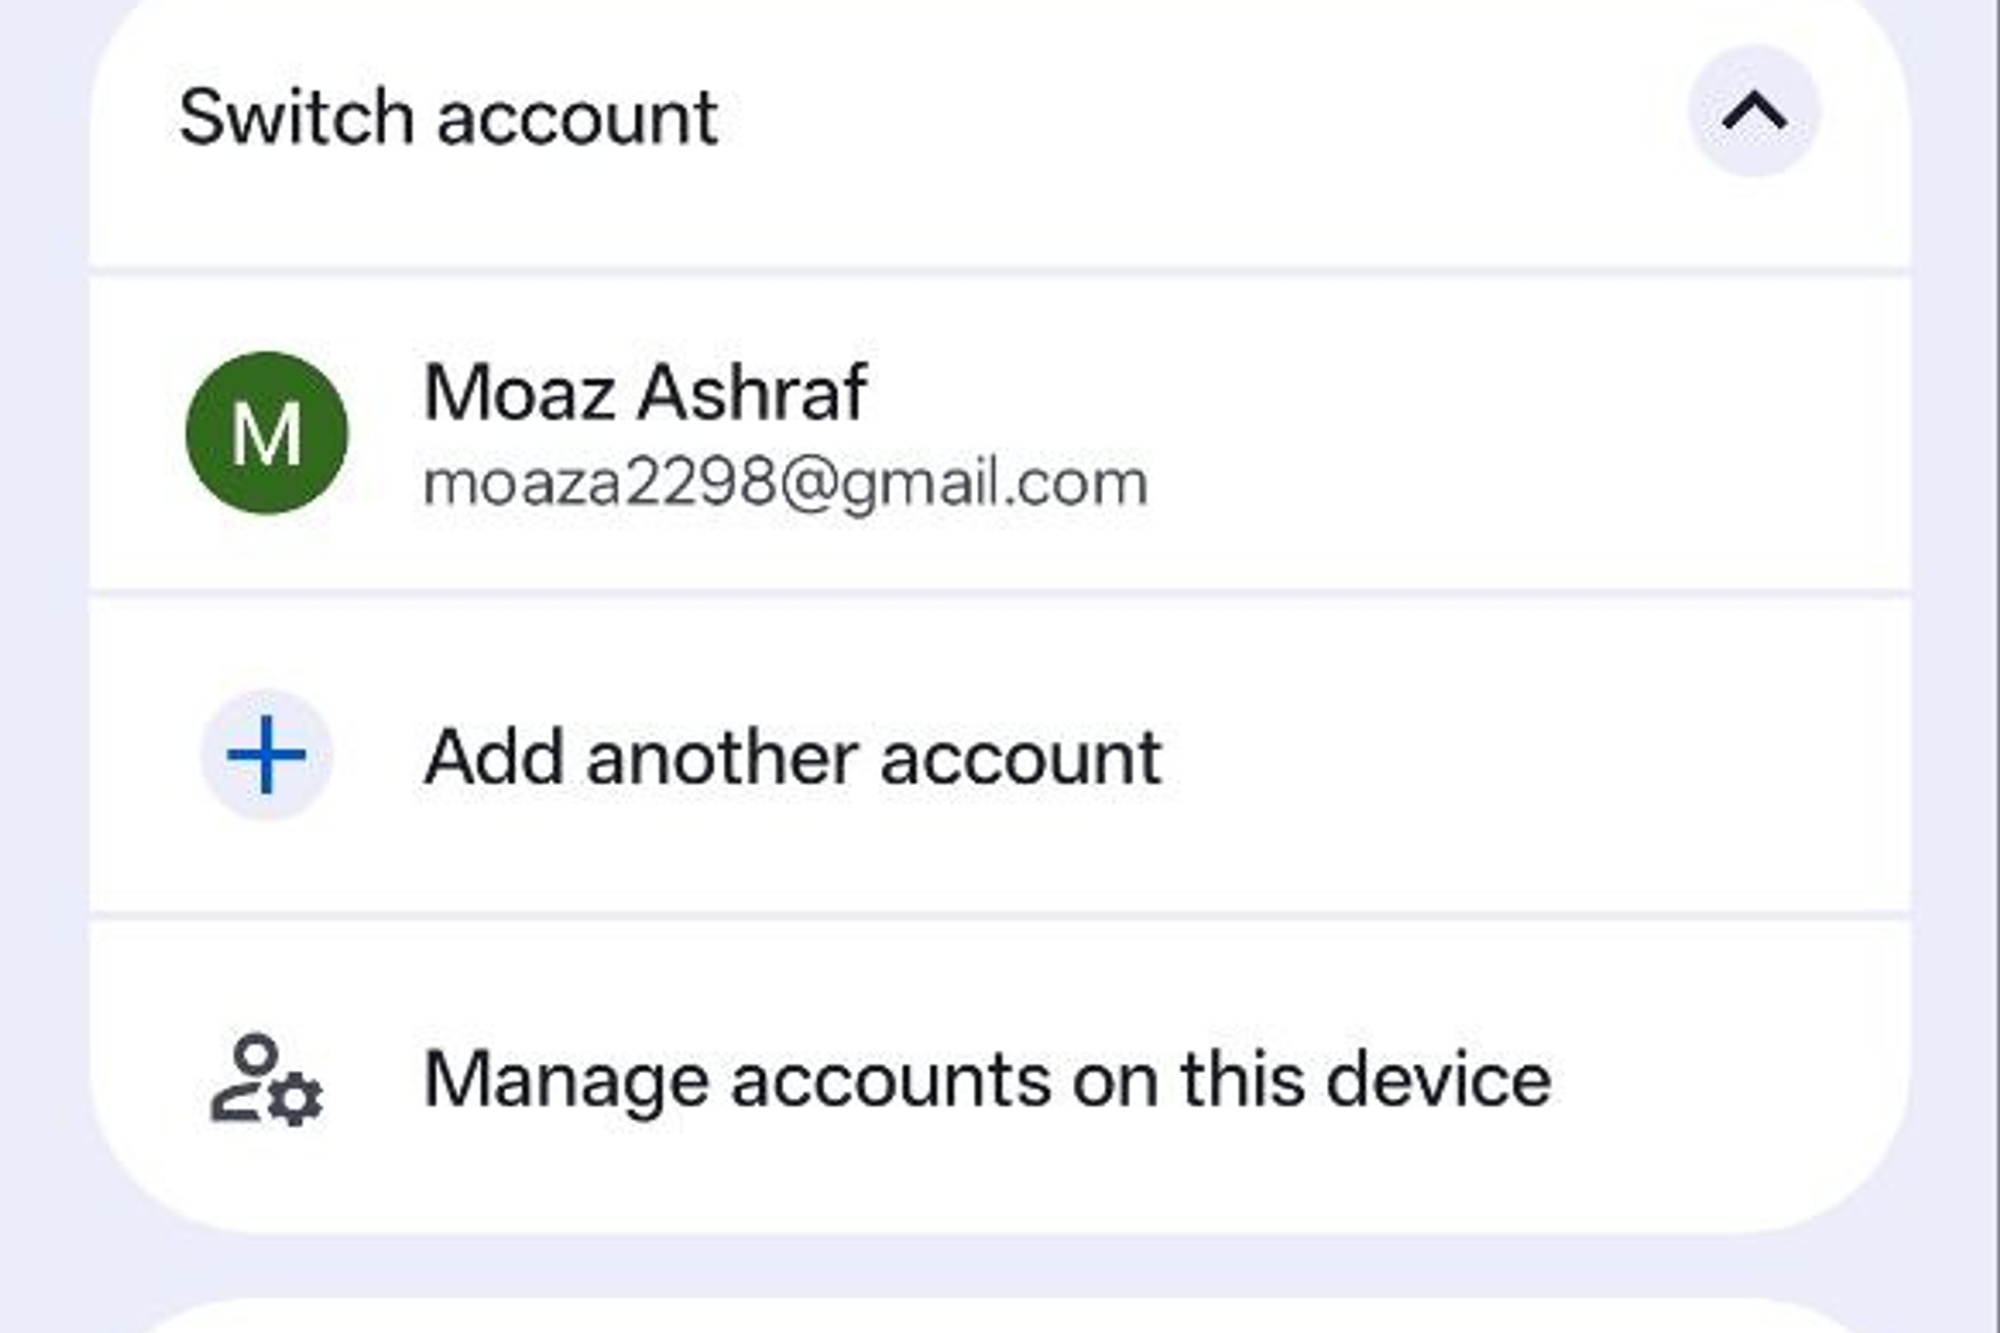 Switch account
M
Moaz Ashraf
moaza2298@gmail.com
Add another account
Manage accounts on this device